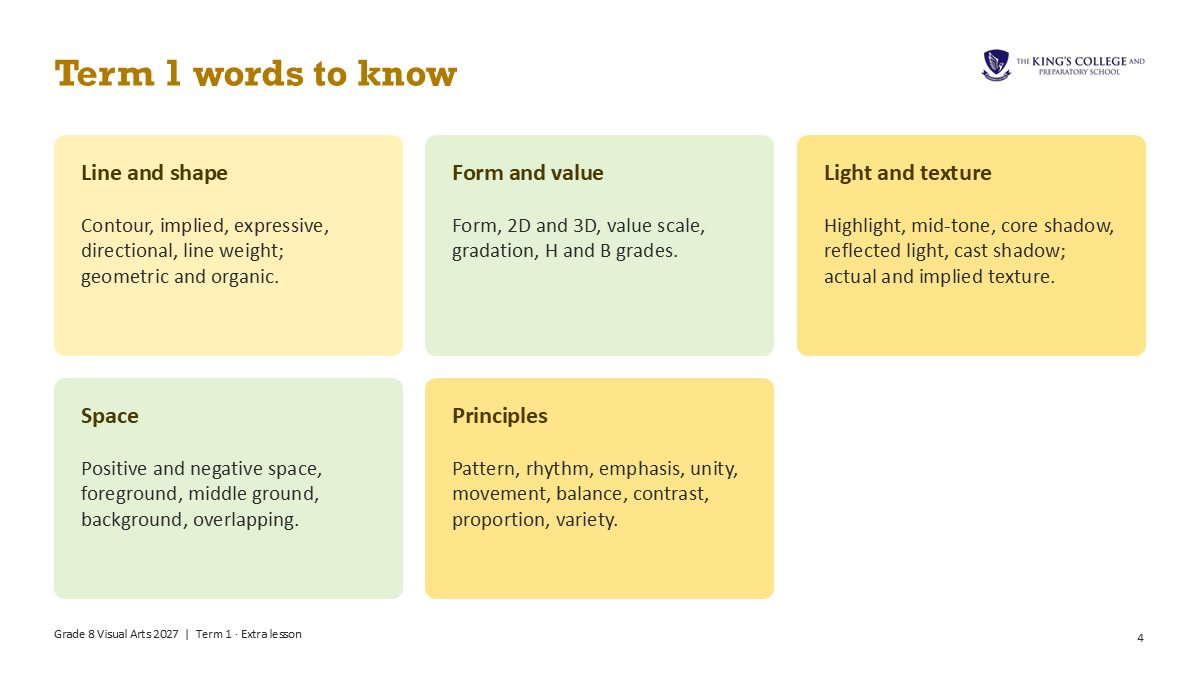 Term 1 words to know
THE KING'S COLLEGE AND
PREPARATORY SCHOOL
Line and shape
Contour, implied, expressive,
directional, line weight;
geometric and organic.
Form and value
Form, 2D and 3D, value scale,
gradation, H and B grades.
Light and texture
Highlight, mid-tone, core shadow,
reflected light, cast shadow;
actual and implied texture.
Space
Positive and negative space,
foreground, middle ground,
background, overlapping.
Principles
Pattern, rhythm, emphasis, unity,
movement, balance, contrast,
proportion, variety.
Grade 8 Visual Arts 2027 | Term 1 · Extra lesson
4